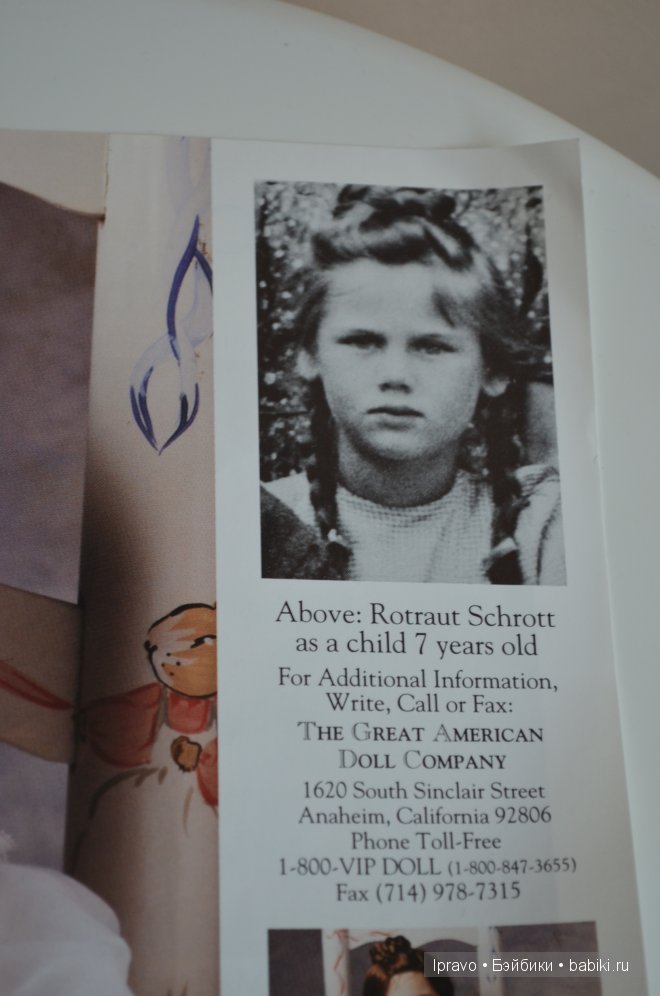 Above: Rotraut Schrott
as a child 7 years old
For Additional Information,
Write, Call or Fax:
THE GREAT AMERICAN
DOLL COMPANY
1620 South Sinclair Street
Anaheim, California 92806
Phone Toll-Free
1-800-VIP DOLL (1-800-847-3655)
Fax (714) 978-7315
Ipravo • Бэйбики • babiki.ru